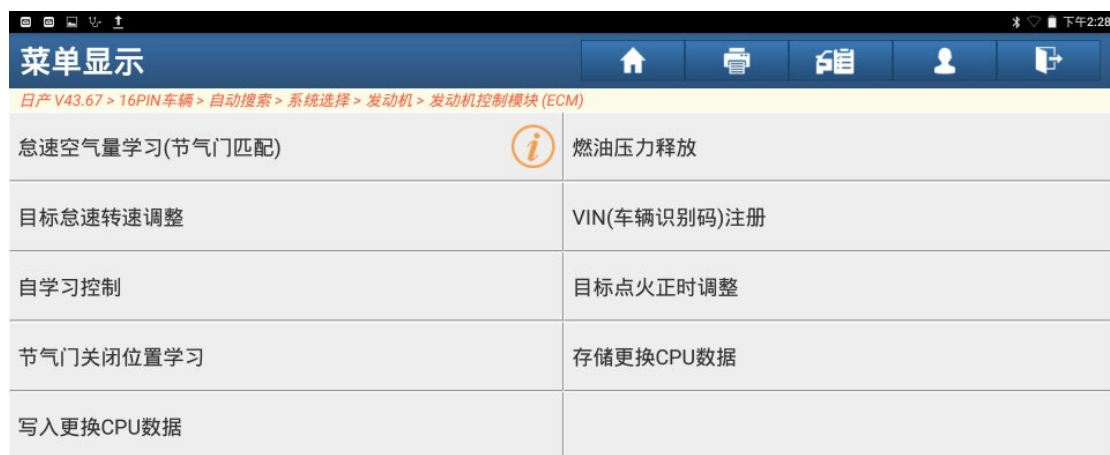 下午2:28
菜单显示
日产 V43.67 > 16PIN车辆 > 自动搜索 > 系统选择 > 发动机 > 发动机控制模块 (ECM)
怠速空气量学习(节气门匹配)
燃油压力释放
目标怠速转速调整
VIN(车辆识别码)注册
自学习控制
目标点火正时调整
节气门关闭位置学习
存储更换CPU数据
写入更换CPU数据